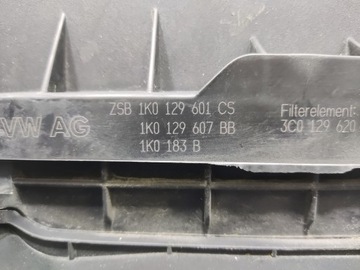 ZSB 1K0 129 601 CS
Filterelement:
VW AG
1K0 129 607 BB
3C0 129 620
1K0 183 B